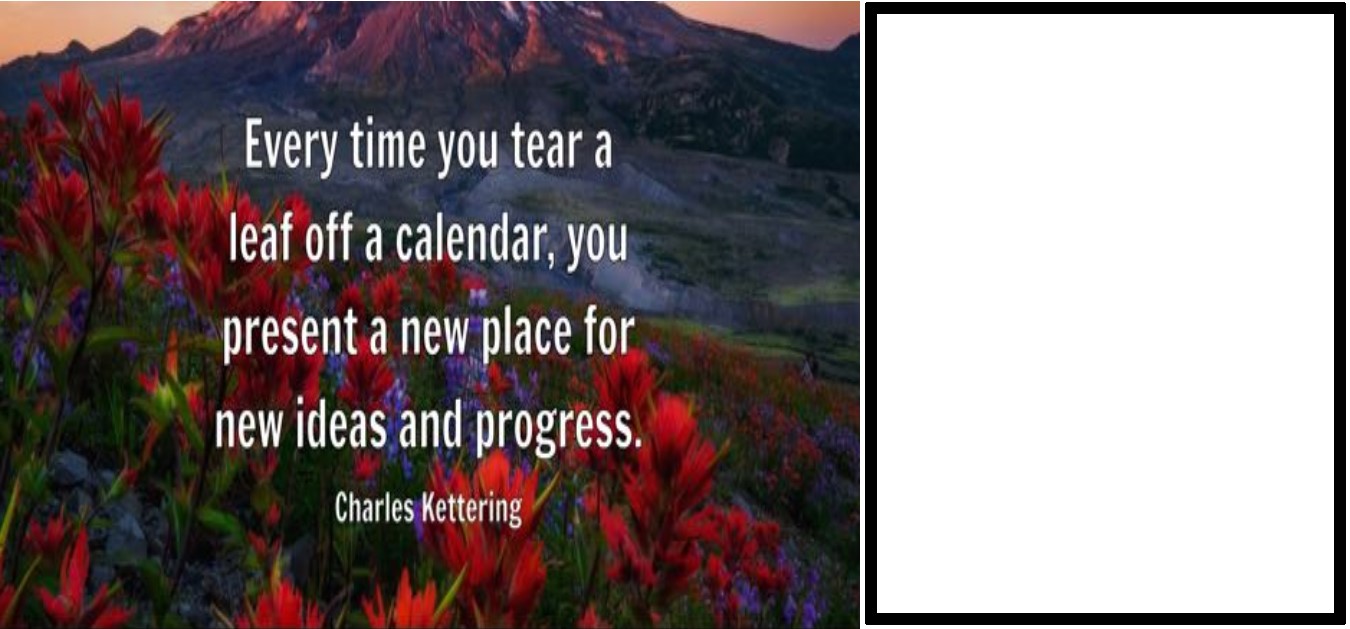 Every time you tear a
leaf off a calendar, you
present a new place for
new ideas and progress.
Charles Kettering